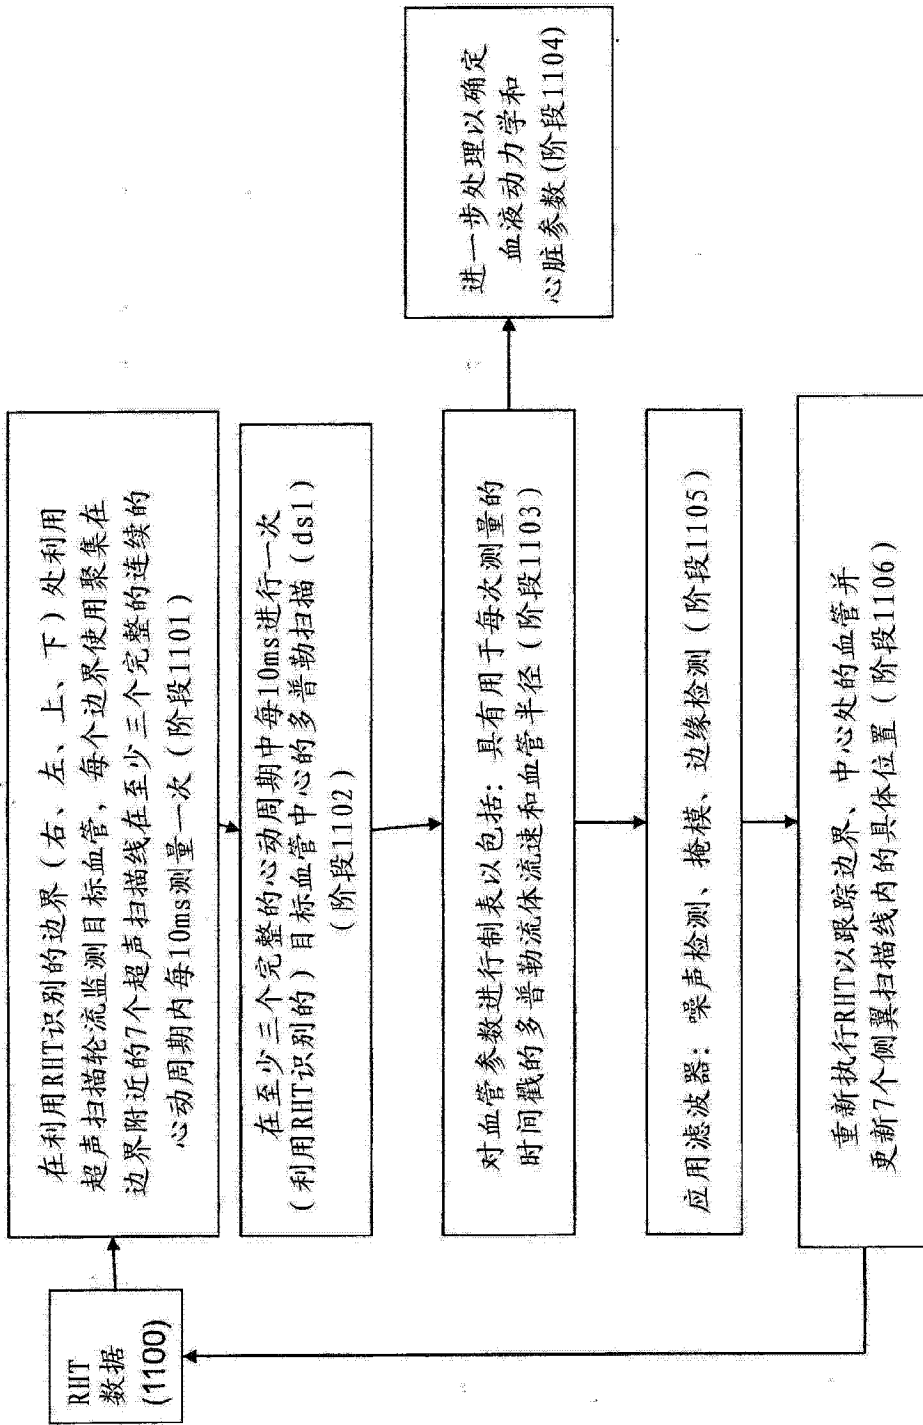 RHT
数据
(1100)
在利用RHT识别的边界（右、左、上、下）处利用
超声扫描轮流监测目标血管，每个边界使用聚集在
边界附近的7个超声扫描线在至少三个完整的连续的
心动周期内每10ms测量一次（阶段1101）
在至少三个完整的心动周期中每10ms进行一次
（利用RHT识别的）目标血管中心的多普勒扫描（ds1）
（阶段1102）
对血管参数进行制表以包括：具有用于每次测量的
时间戳的多普勒流体流速和血管半径（阶段1103）
进一步处理以确定
血液动力学和
心脏参数（阶段1104）
应用滤波器：噪声检测、掩模、边缘检测（阶段1105）
重新执行RHT以跟踪边界、中心处的血管并
更新7个侧翼扫描线内的具体位置（阶段1106）